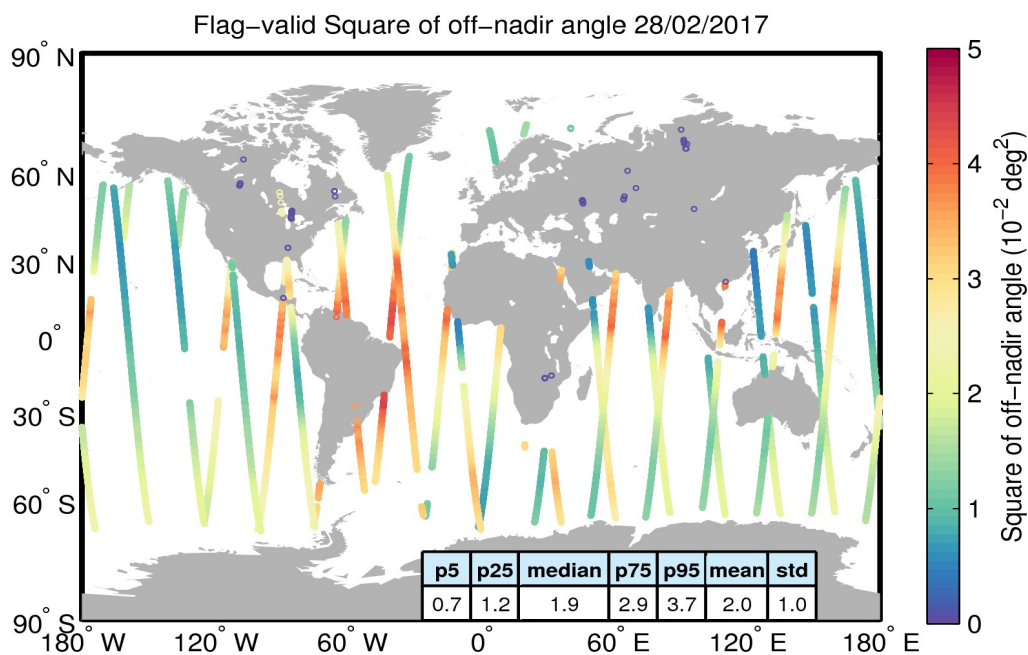 Flag-valid Square of off-nadir angle 28/02/2017
90° N
60° N
30° N
0°
30° S
60° S
90° S
180° W
120° W
60° W
0°
60° E
120° E
180° E
p5 p25 median p75 p95 mean std
0.7 1.2 1.9 2.9 3.7 2.0 1.0
5
4
3
2
1
0
Square of off-nadir angle (10⁻² deg²)